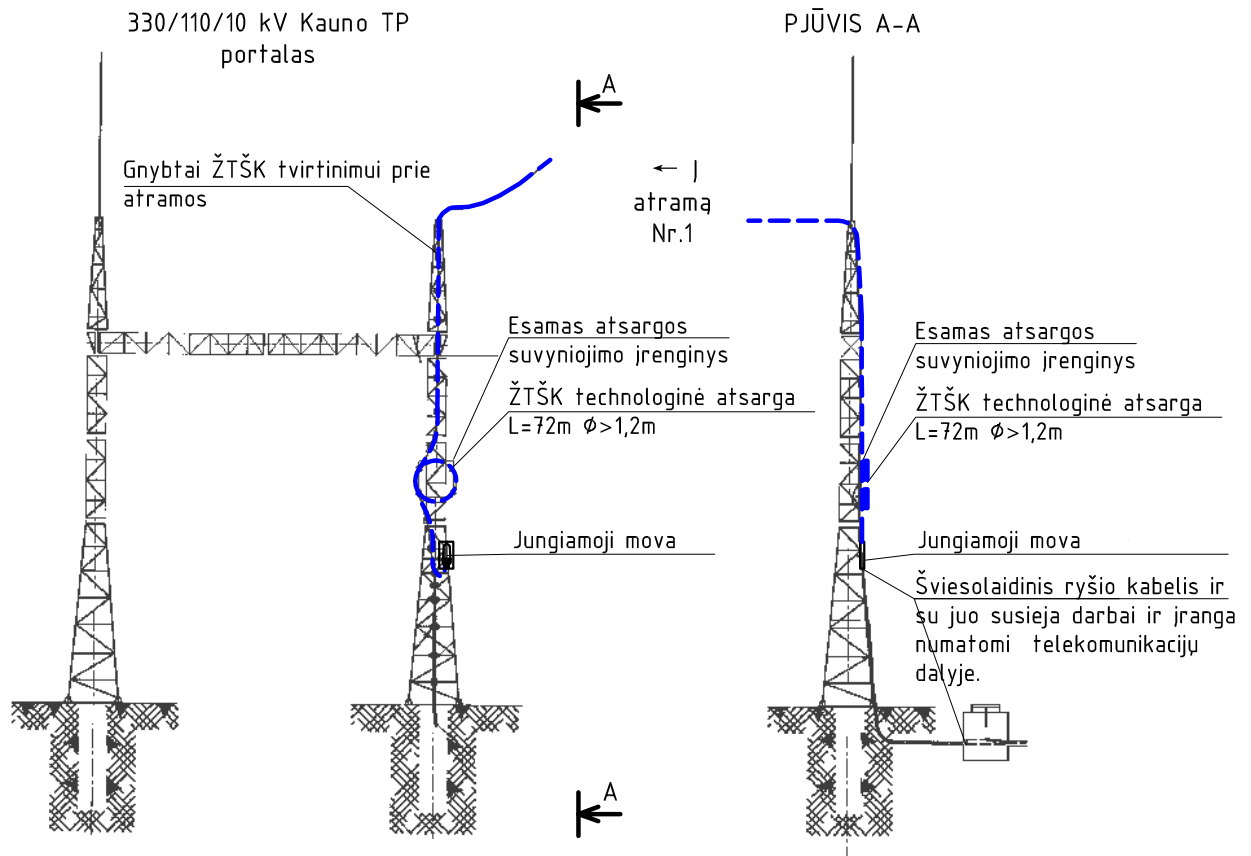 330/110/10 kV Kauno TP
portalas
PJŪVIS A-A
A
Gnybtai ŽTŠK tvirtinimui prie
atramos
← Į
atramą
Nr.1
Esamas atsargos
suvyniojimo įrenginys
ŽTŠK technologinė atsarga
L=72m Ø>1,2m
Jungiamoji mova
Esamas atsargos
suvyniojimo įrenginys
ŽTŠK technologinė atsarga
L=72m Ø>1,2m
Jungiamoji mova
Šviesolaidinis ryšio kabelis ir
su juo susieja darbai ir įranga
numatomi telekomunikacijų
dalyje.
A